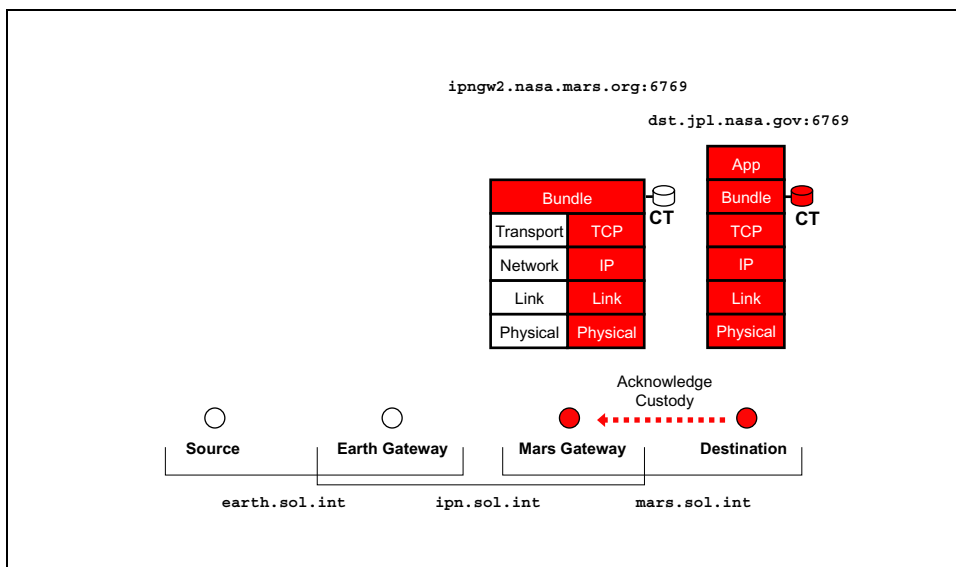 ipngw2.nasa.mars.org:6769
dst.jpl.nasa.gov:6769
App
Bundle
Bundle
CT
CT
Transport
TCP
TCP
Network
IP
IP
Link
Link
Link
Physical
Physical
Physical
Acknowledge
Custody
Source
Earth Gateway
Mars Gateway
Destination
earth.sol.int
ipn.sol.int
mars.sol.int